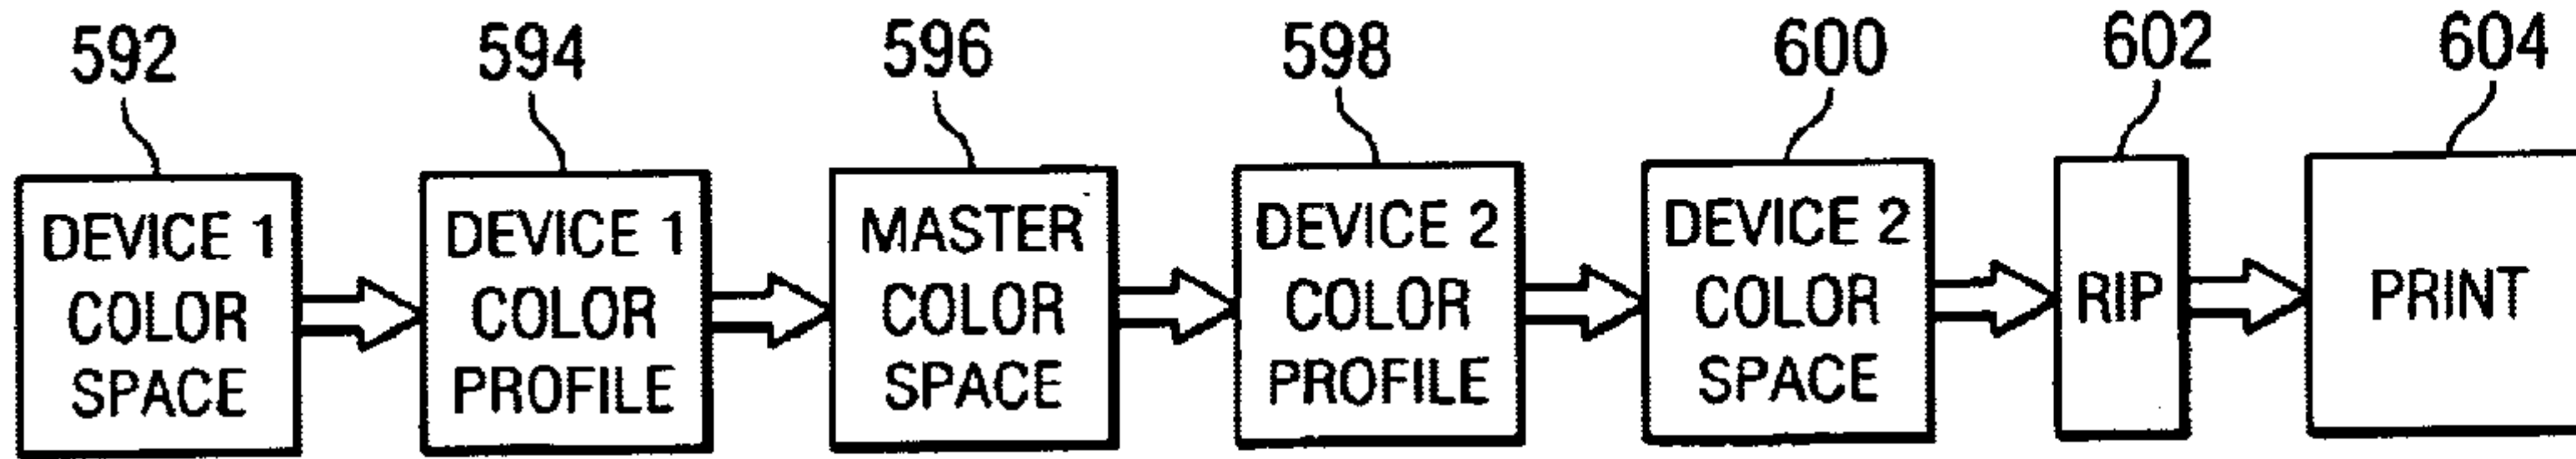 592
594
596
598
600
602
604
DEVICE 1
COLOR
SPACE
DEVICE 1
COLOR
PROFILE
MASTER
COLOR
SPACE
DEVICE 2
COLOR
PROFILE
DEVICE 2
COLOR
SPACE
RIP
PRINT